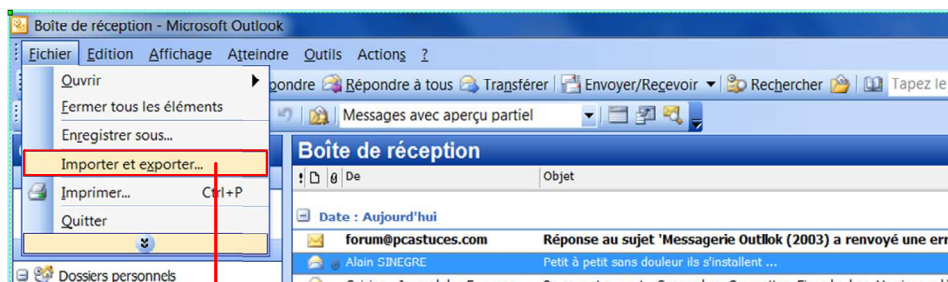 Boîte de réception - Microsoft Outlook
Fichier Edition Affichage Atteindre Outils Actions ?
Répondre à tous Transférer Envoyer/Recevoir Rechercher Tapez le
Messages avec aperçu partiel
Ouvrir
Fermer tous les éléments
Enregistrer sous...
Importer et exporter...
Imprimer... Ctrl+P
Quitter
Boîte de réception
! De Objet
Date : Aujourd'hui
forum@pcastuces.com Réponse au sujet 'Messagerie Outllok (2003) a renvoyé une err
Alain SINEGRE Petit à petit sans douleur ils s'installent ...
Dossiers personnels